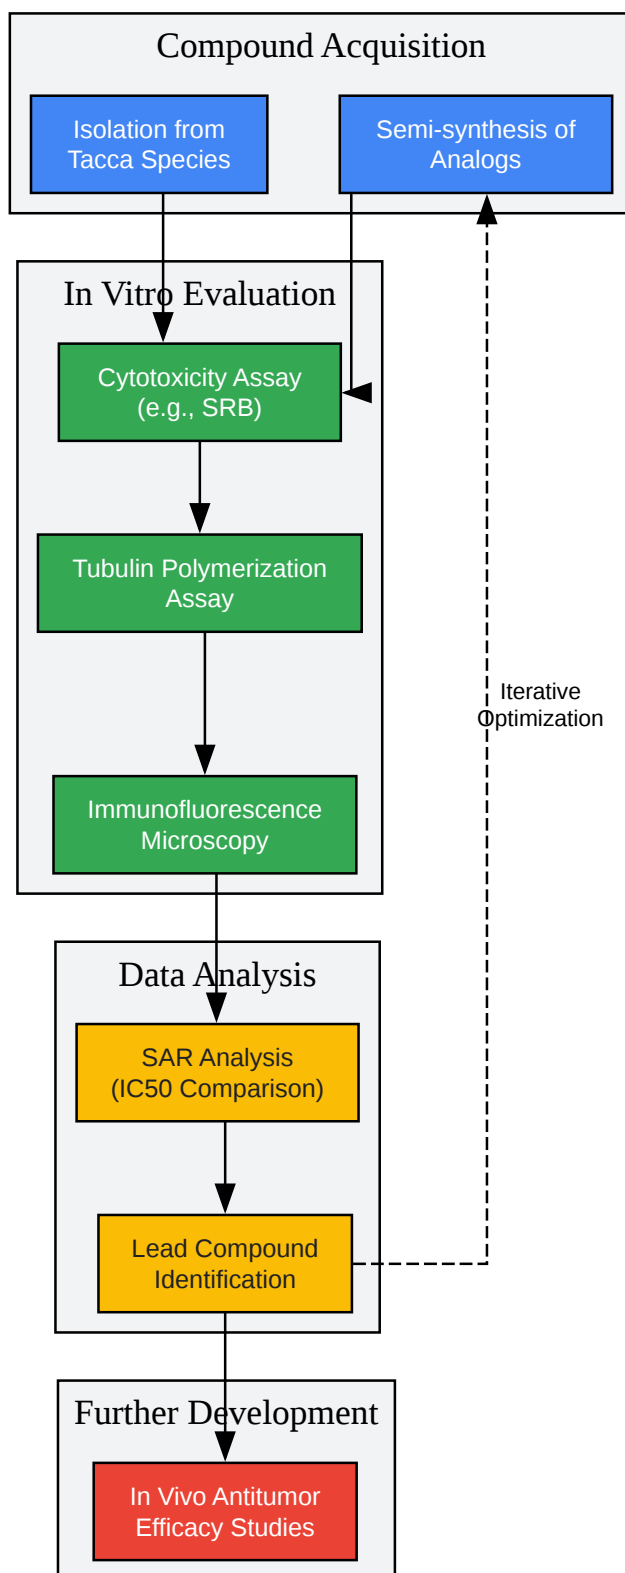 Compound Acquisition
Isolation from
Tacca Species
Semi-synthesis of
Analogs
In Vitro Evaluation
Cytotoxicity Assay
(e.g., SRB)
Tubulin Polymerization
Assay
Iterative
Optimization
Immunofluorescence
Microscopy
Data Analysis
SAR Analysis
(IC50 Comparison)
Lead Compound
Identification
Further Development
In Vivo Antitumor
Efficacy Studies